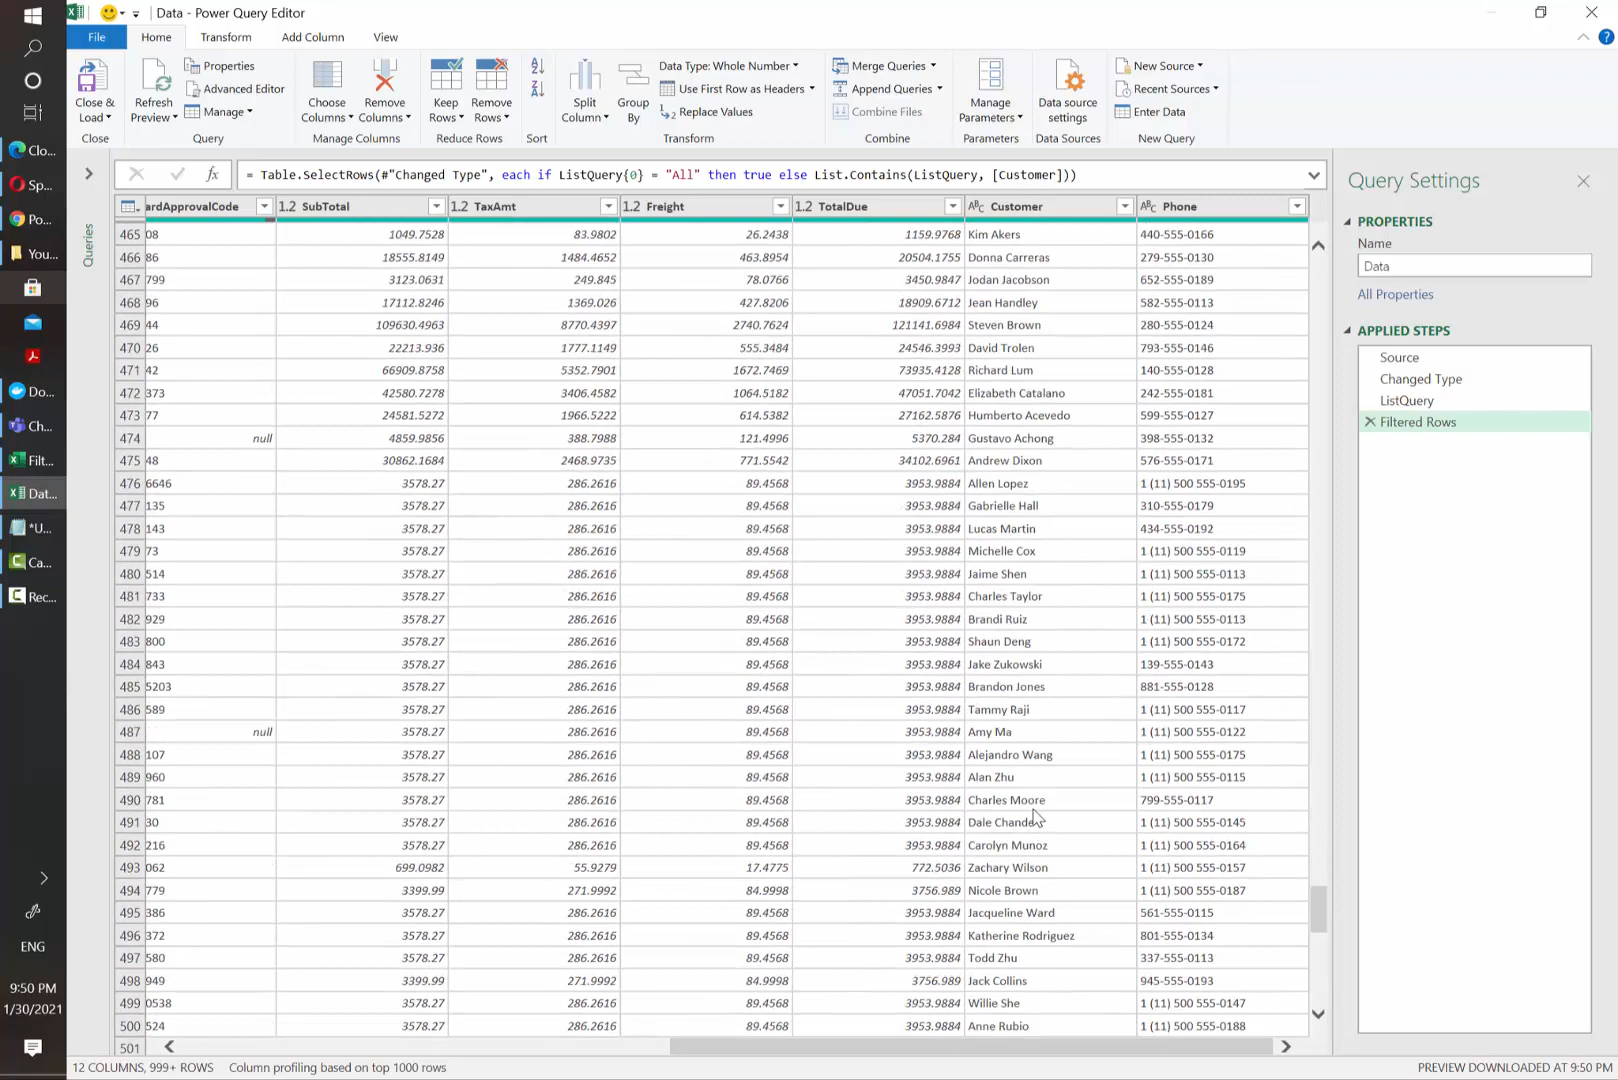 Data - Power Query Editor
File Home Transform Add Column View
Close & Load
Close
Refresh Preview
Properties
Advanced Editor
Manage
Query
Choose Columns
Remove Columns
Manage Columns
Keep Rows
Remove Rows
Reduce Rows
Sort
Split Column
Group By
Data Type: Whole Number
Use First Row as Headers
Replace Values
Transform
Merge Queries
Append Queries
Combine Files
Combine
Manage Parameters
Parameters
Data source settings
Data Sources
New Source
Recent Sources
Enter Data
New Query
fx = Table.SelectRows(#"Changed Type", each if ListQuery{0} = "All" then true else List.Contains(ListQuery, [Customer]))
Queries
ardApprovalCode 1.2 SubTotal 1.2 TaxAmt 1.2 Freight 1.2 TotalDue ABC Customer ABC Phone
465 08 1049.7528 83.9802 26.2438 1159.9768 Kim Akers 440-555-0166
466 86 18555.8149 1484.4652 463.8954 20504.1755 Donna Carreras 279-555-0130
467 799 3123.0631 249.845 78.0766 3450.9847 Jodan Jacobson 652-555-0189
468 96 17112.8246 1369.026 427.8206 18909.6712 Jean Handley 582-555-0113
469 44 109630.4963 8770.4397 2740.7624 121141.6984 Steven Brown 280-555-0124
470 26 22213.936 1777.1149 555.3484 24546.3993 David Trolen 793-555-0146
471 42 66909.8758 5352.7901 1672.7469 73935.4128 Richard Lum 140-555-0128
472 373 42580.7278 3406.4582 1064.5182 47051.7042 Elizabeth Catalano 242-555-0181
473 77 24581.5272 1966.5222 614.5382 27162.5876 Humberto Acevedo 599-555-0127
474 null 4859.9856 388.7988 121.4996 5370.284 Gustavo Achong 398-555-0132
475 48 30862.1684 2468.9735 771.5542 34102.6961 Andrew Dixon 576-555-0171
476 6646 3578.27 286.2616 89.4568 3953.9884 Allen Lopez 1 (11) 500 555-0195
477 135 3578.27 286.2616 89.4568 3953.9884 Gabrielle Hall 310-555-0179
478 143 3578.27 286.2616 89.4568 3953.9884 Lucas Martin 434-555-0192
479 73 3578.27 286.2616 89.4568 3953.9884 Michelle Cox 1 (11) 500 555-0119
480 514 3578.27 286.2616 89.4568 3953.9884 Jaime Shen 1 (11) 500 555-0113
481 733 3578.27 286.2616 89.4568 3953.9884 Charles Taylor 1 (11) 500 555-0175
482 929 3578.27 286.2616 89.4568 3953.9884 Brandi Ruiz 1 (11) 500 555-0113
483 800 3578.27 286.2616 89.4568 3953.9884 Shaun Deng 1 (11) 500 555-0172
484 843 3578.27 286.2616 89.4568 3953.9884 Jake Zukowski 139-555-0143
485 5203 3578.27 286.2616 89.4568 3953.9884 Brandon Jones 881-555-0128
486 589 3578.27 286.2616 89.4568 3953.9884 Tammy Raji 1 (11) 500 555-0117
487 null 3578.27 286.2616 89.4568 3953.9884 Amy Ma 1 (11) 500 555-0122
488 107 3578.27 286.2616 89.4568 3953.9884 Alejandro Wang 1 (11) 500 555-0175
489 960 3578.27 286.2616 89.4568 3953.9884 Alan Zhu 1 (11) 500 555-0115
490 781 3578.27 286.2616 89.4568 3953.9884 Charles Moore 799-555-0117
491 30 3578.27 286.2616 89.4568 3953.9884 Dale 1 (11) 500 555-0145
492 216 3578.27 286.2616 89.4568 3953.9884 Carolyn Munoz 1 (11) 500 555-0164
493 062 699.0982 55.9279 17.4775 772.5036 Zachary Wilson 1 (11) 500 555-0157
494 779 3399.99 271.9992 84.9998 3756.989 Nicole Brown 1 (11) 500 555-0187
495 386 3578.27 286.2616 89.4568 3953.9884 Jacqueline Ward 561-555-0115
496 372 3578.27 286.2616 89.4568 3953.9884 Katherine Rodriguez 801-555-0134
497 580 3578.27 286.2616 89.4568 3953.9884 Todd Zhu 337-555-0113
498 949 3399.99 271.9992 84.9998 3756.989 Jack Collins 945-555-0193
499 0538 3578.27 286.2616 89.4568 3953.9884 Willie She 1 (11) 500 555-0147
500 524 3578.27 286.2616 89.4568 3953.9884 Anne Rubio 1 (11) 500 555-0188
501
Query Settings
PROPERTIES
Name
Data
All Properties
APPLIED STEPS
Source
Changed Type
ListQuery
Filtered Rows
12 COLUMNS, 999+ ROWS Column profiling based on top 1000 rows
PREVIEW DOWNLOADED AT 9:50 PM
Clo...
Sp...
Po...
You...
Do...
Ch...
Filt...
Dat...
*U...
Ca...
Rec...
ENG
9:50 PM
1/30/2021